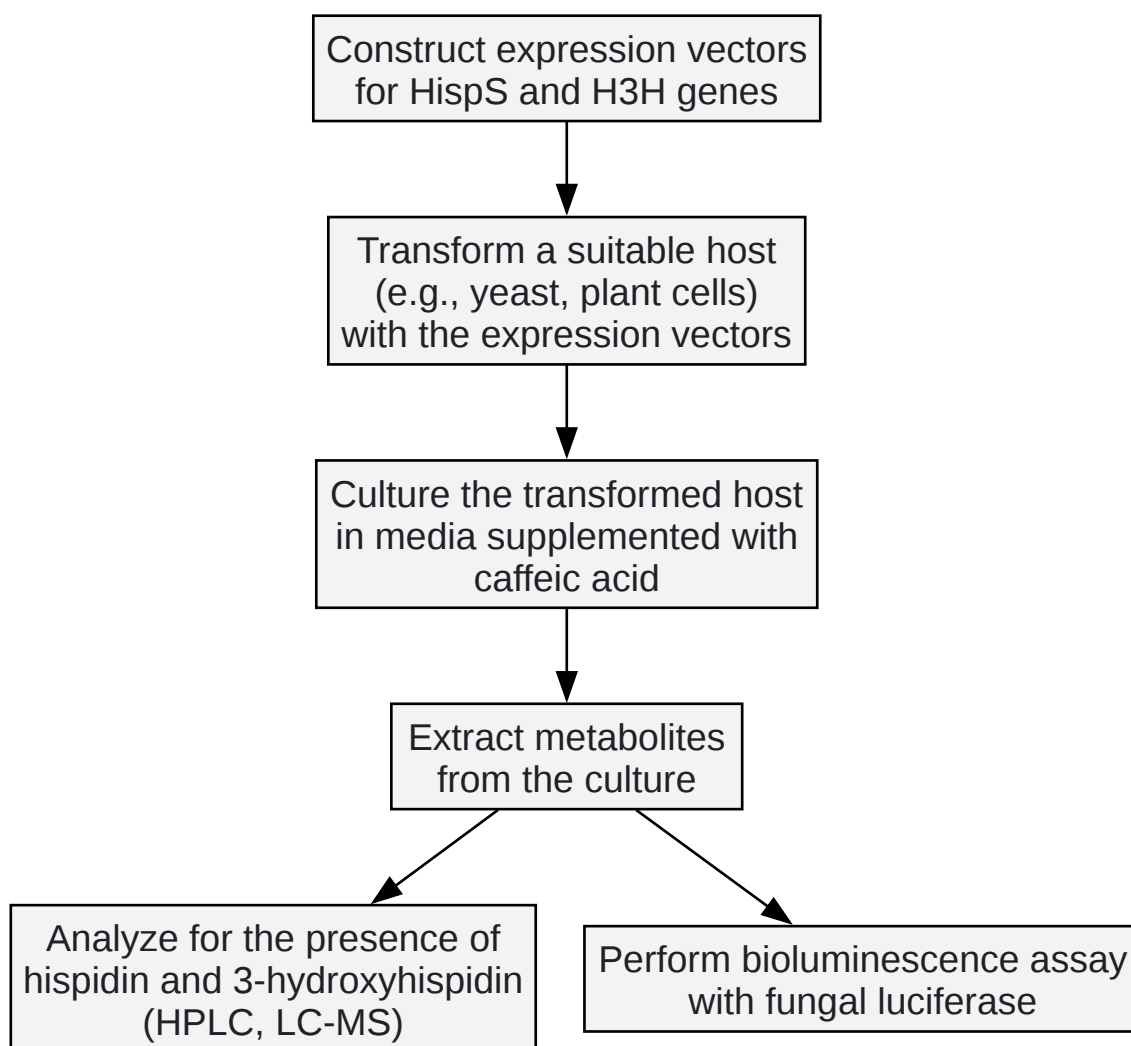 Construct expression vectors
for HispS and H3H genes
Transform a suitable host
(e.g., yeast, plant cells)
with the expression vectors
Culture the transformed host
in media supplemented with
caffeic acid
Extract metabolites
from the culture
Analyze for the presence of
hispidin and 3-hydroxyhispidin
(HPLC, LC-MS)
Perform bioluminescence assay
with fungal luciferase